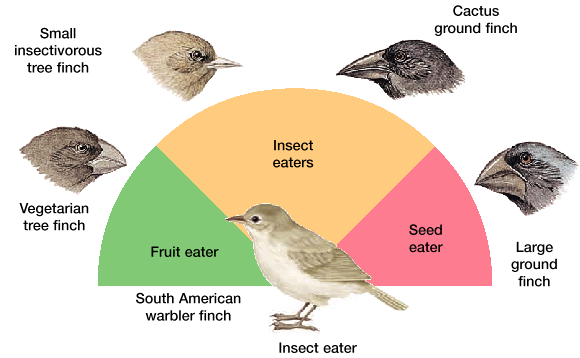 Small
insectivorous
tree finch
Cactus
ground finch
Insect
eaters
Vegetarian
tree finch
Fruit eater
Seed
eater
Large
ground
finch
South American
warbler finch
Insect eater